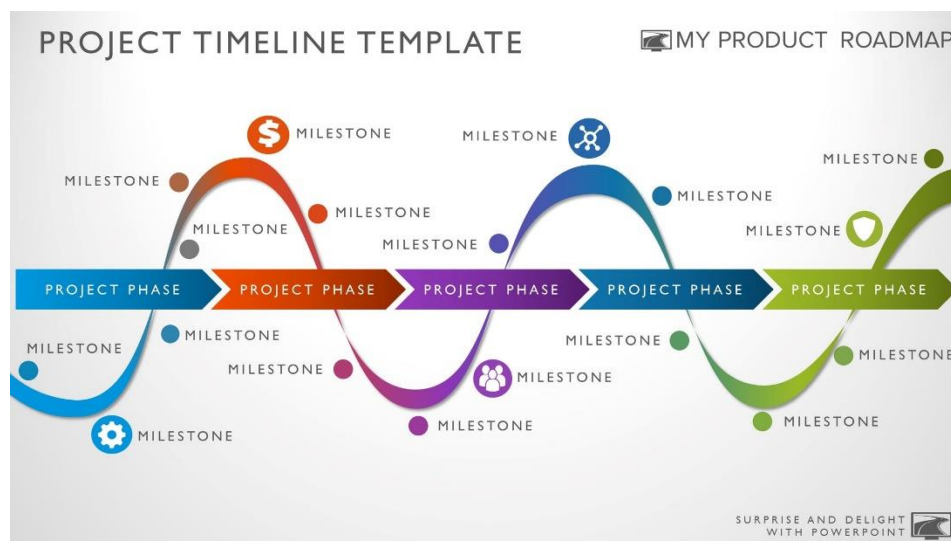 PROJECT TIMELINE TEMPLATE
MY PRODUCT ROADMAP
MILESTONE
MILESTONE
MILESTONE
MILESTONE
MILESTONE
MILESTONE
MILESTONE
MILESTONE
MILESTONE
MILESTONE
PROJECT PHASE
PROJECT PHASE
PROJECT PHASE
PROJECT PHASE
PROJECT PHASE
MILESTONE
MILESTONE
MILESTONE
MILESTONE
MILESTONE
MILESTONE
MILESTONE
MILESTONE
MILESTONE
SURPRISE AND DELIGHT
WITH POWERPOINT